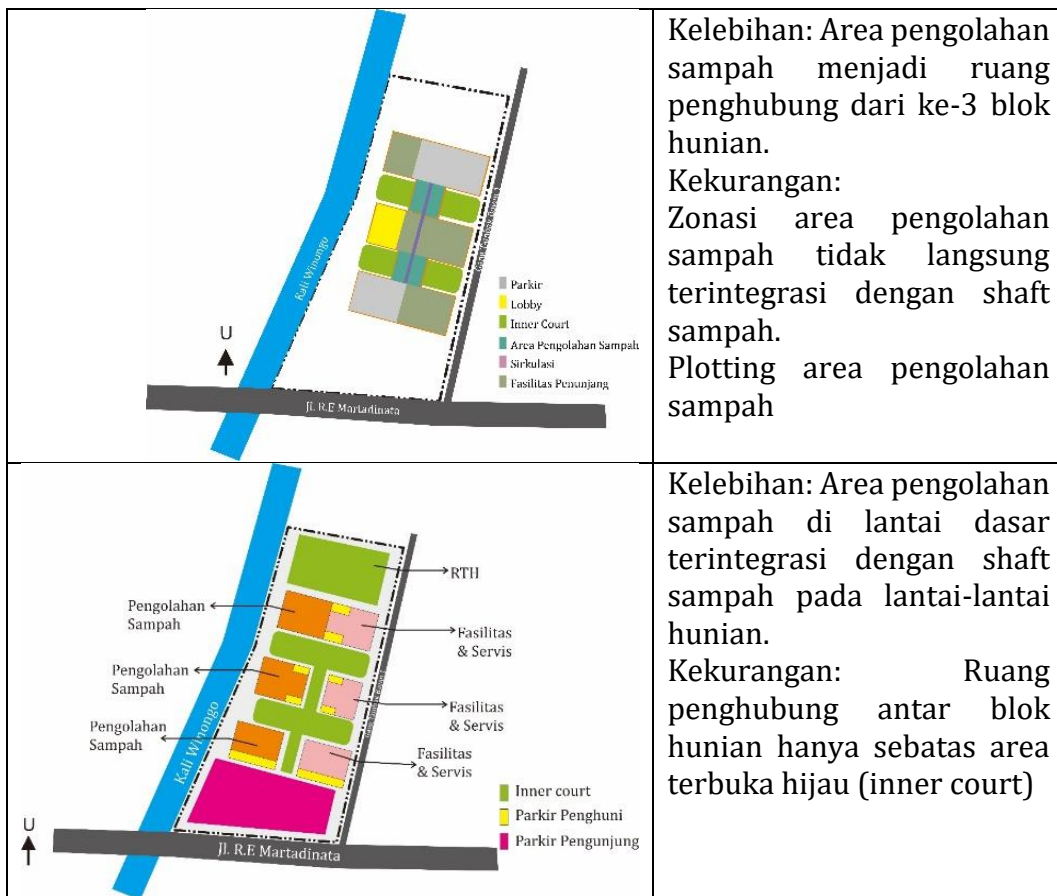 Kelebihan: Area pengolahan
sampah menjadi ruang
penghubung dari ke-3 blok
hunian.
Kekurangan:
Zonasi area pengolahan
sampah tidak langsung
terintegrasi dengan shaft
sampah.
Plotting area pengolahan
sampah
Kali Winongo
Parkir
Lobby
Inner Court
Area Pengolahan Sampah
Sirkulasi
Fasilitas Penunjang
U
Jl. R.E Martadinata
Kelebihan: Area pengolahan
sampah di lantai dasar
terintegrasi dengan shaft
sampah pada lantai-lantai
hunian.
Kekurangan: Ruang
penghubung antar blok
hunian hanya sebatas area
terbuka hijau (inner court)
RTH
Pengolahan
Sampah
Fasilitas
& Servis
Pengolahan
Sampah
Fasilitas
& Servis
Pengolahan
Sampah
Fasilitas
& Servis
Kali Winongo
Inner court
Parkir Penghuni
Parkir Pengunjung
U
Jl. R.E Martadinata